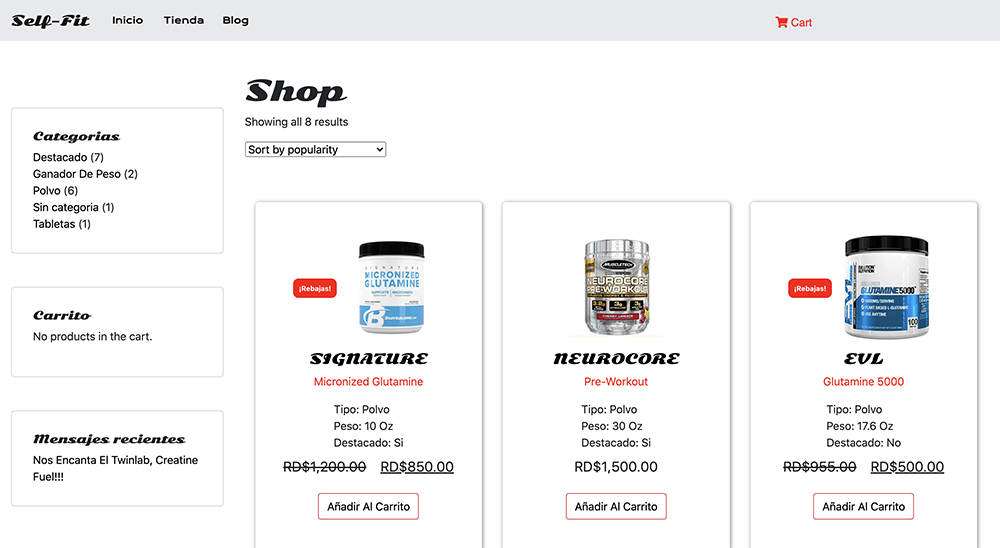 Self-Fit Inicio Tienda Blog Cart
Shop
Showing all 8 results
Sort by popularity
Categorias
Destacado (7)
Ganador De Peso (2)
Polvo (6)
Sin categoria (1)
Tabletas (1)
Carrito
No products in the cart.
Mensajes recientes
Nos Encanta El Twinlab, Creatine
Fuel!!!
¡Rebajas!
SIGNATURE
MICRONIZED
GLUTAMINE
SIGNATURE
Micronized Glutamine
Tipo: Polvo
Peso: 10 Oz
Destacado: Si
RD$1,200.00 RD$850.00
Añadir Al Carrito
MUSCLETECH
NEUROCORE
PRE-WORKOUT
NEUROCORE
Pre-Workout
Tipo: Polvo
Peso: 30 Oz
Destacado: Si
RD$1,500.00
Añadir Al Carrito
¡Rebajas!
EVL
GLUTAMINE5000
100
EVL
Glutamine 5000
Tipo: Polvo
Peso: 17.6 Oz
Destacado: No
RD$955.00 RD$500.00
Añadir Al Carrito